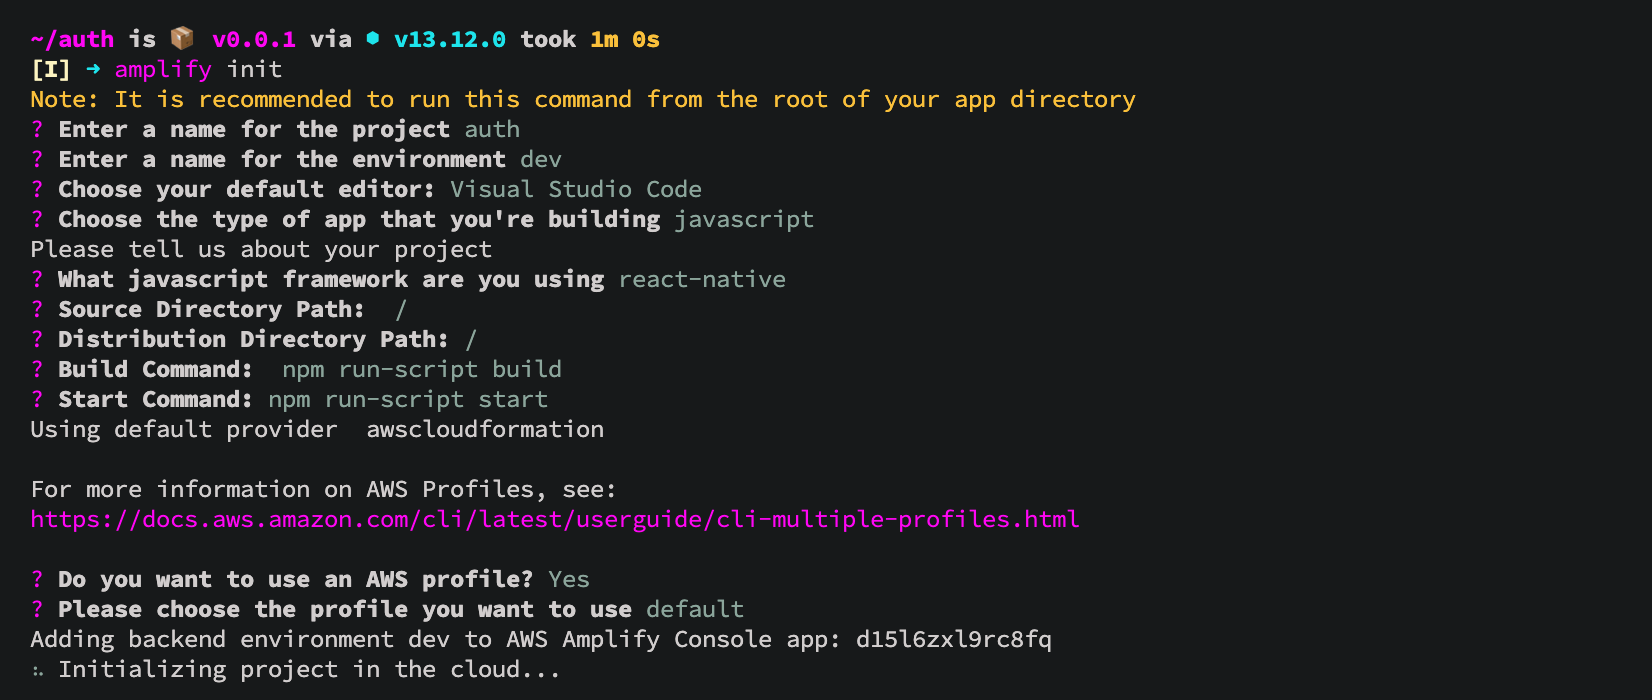 ~/auth is 📦 v0.0.1 via ⬢ v13.12.0 took 1m 0s
[I] ➜ amplify init
Note: It is recommended to run this command from the root of your app directory
? Enter a name for the project auth
? Enter a name for the environment dev
? Choose your default editor: Visual Studio Code
? Choose the type of app that you're building javascript
Please tell us about your project
? What javascript framework are you using react-native
? Source Directory Path:  /
? Distribution Directory Path: /
? Build Command:  npm run-script build
? Start Command: npm run-script start
Using default provider  awscloudformation
For more information on AWS Profiles, see:
https://docs.aws.amazon.com/cli/latest/userguide/cli-multiple-profiles.html
? Do you want to use an AWS profile? Yes
? Please choose the profile you want to use default
Adding backend environment dev to AWS Amplify Console app: d15l6zxl9rc8fq
⠦ Initializing project in the cloud...